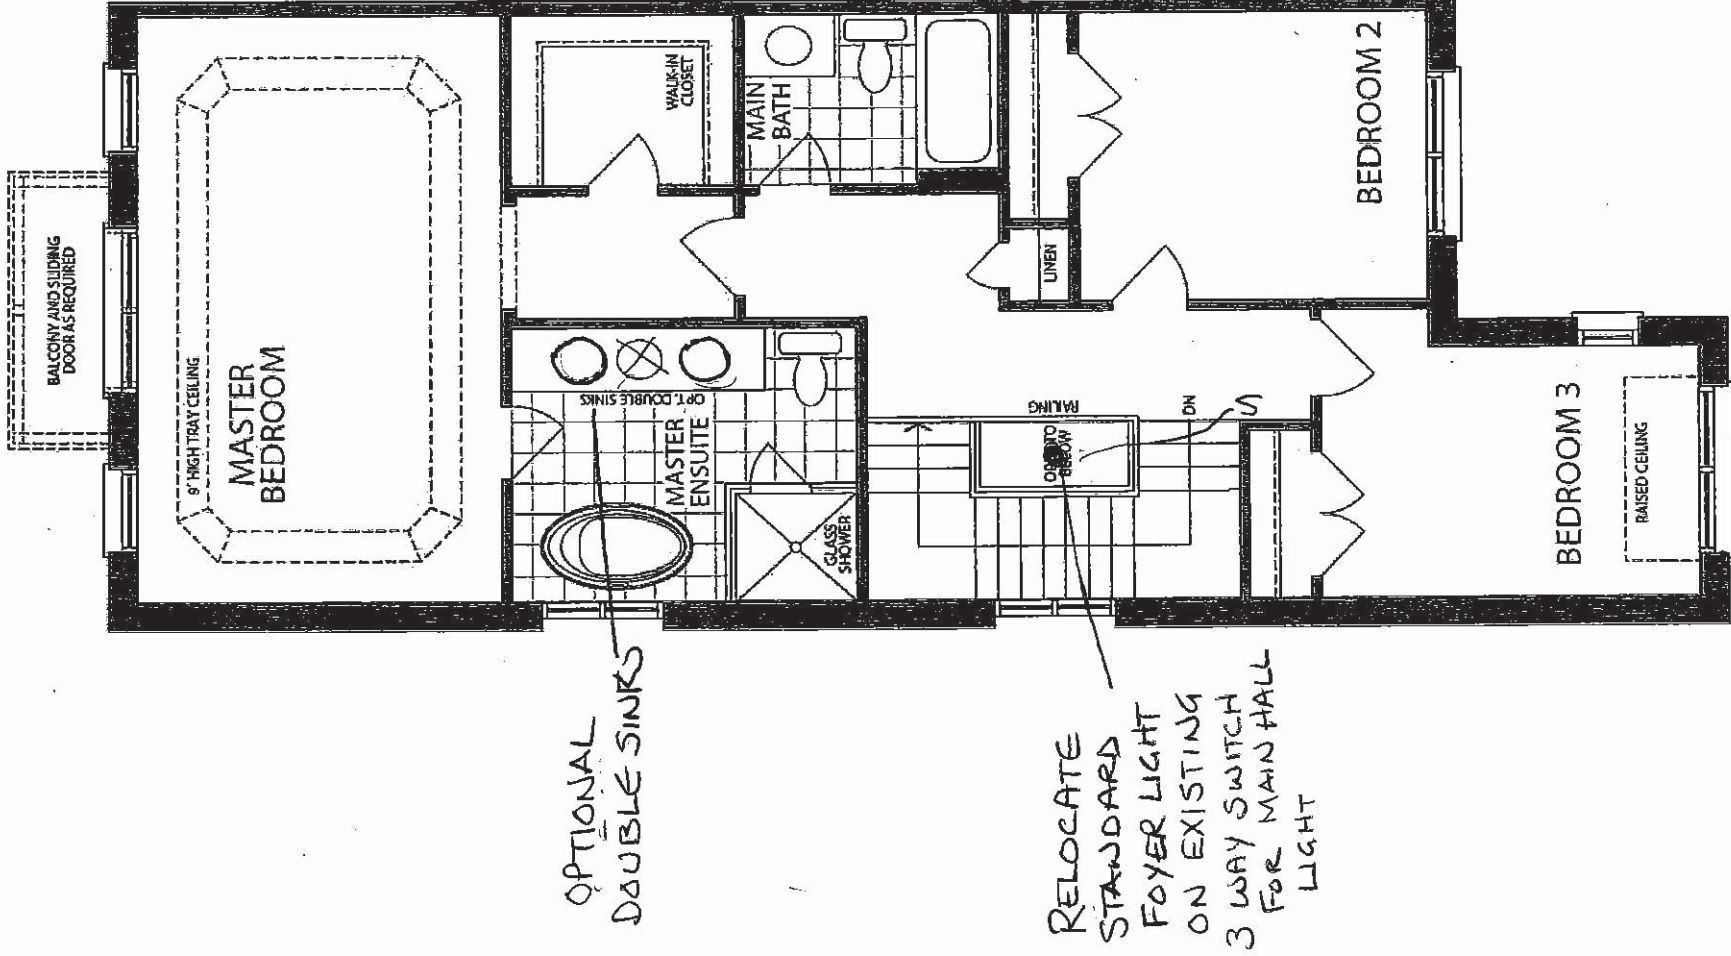 BALCONY AND SLIDING
DOOR AS REQUIRED
9' HIGH TRAY CEILING
MASTER
BEDROOM
WALK-IN
CLOSET
MAIN
BATH
OPT. DOUBLE SINKS
MASTER
ENSUITE
GLASS
SHOWER
LINEN
BEDROOM 2
RAILING
OPEN TO
BELOW
DN
S
BEDROOM 3
RAISED CEILING
OPTIONAL
DOUBLE SINKS
RELOCATE
STANDARD
FOYER LIGHT
ON EXISTING
3 WAY SWITCH
FOR MAIN HALL
LIGHT